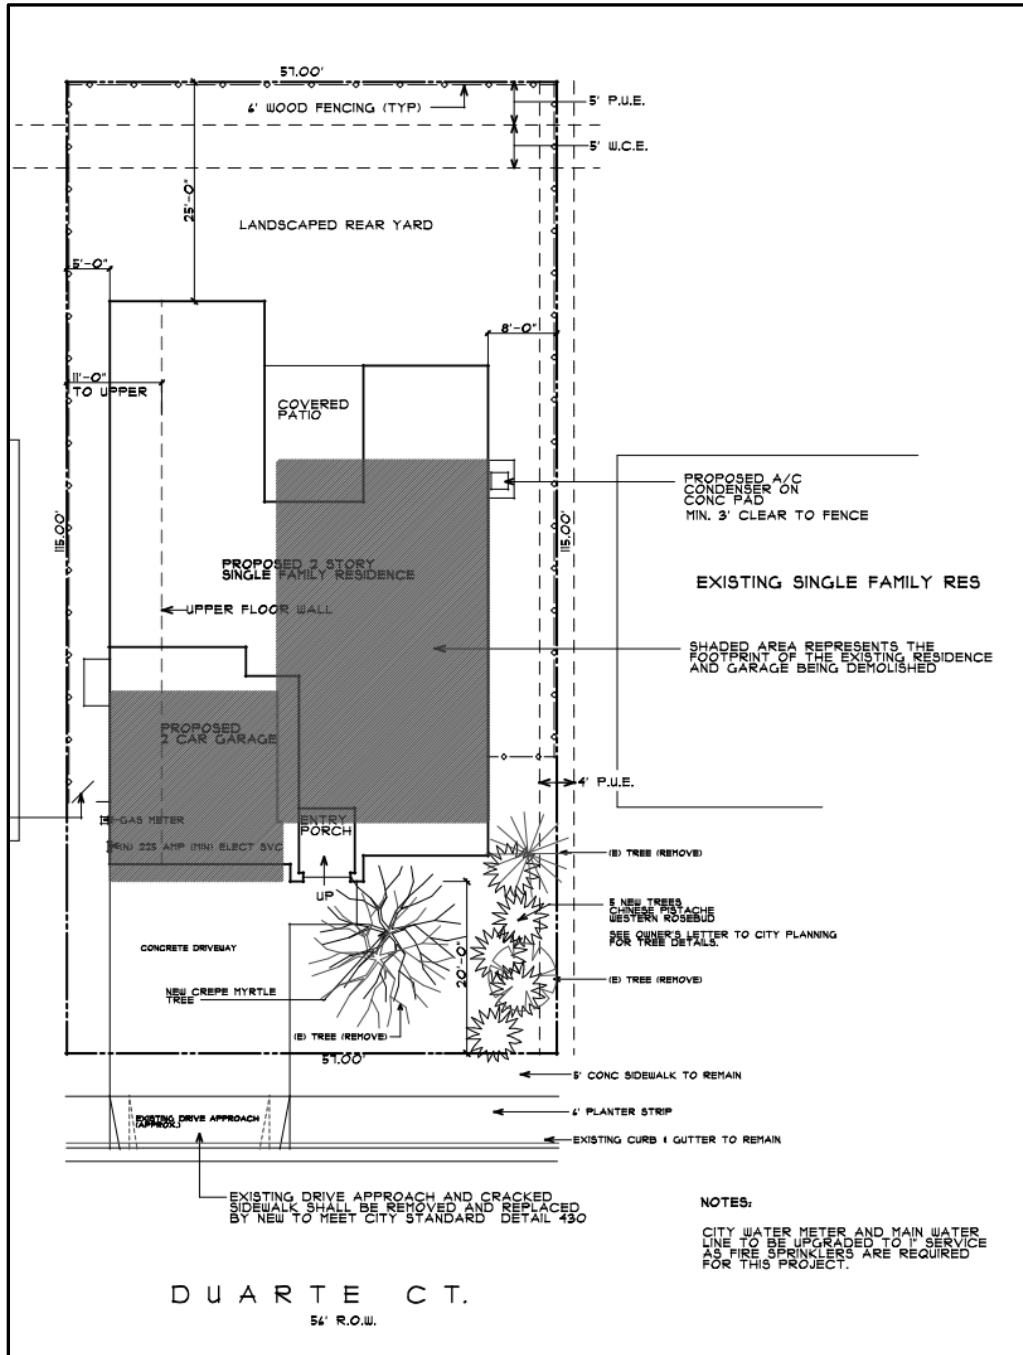 57.00'
6' WOOD FENCING (TYP)
5' P.U.E.
5' W.C.E.
25'-0"
LANDSCAPED REAR YARD
5'-0"
8'-0"
11'-0"
TO UPPER
COVERED
PATIO
PROPOSED A/C
CONDENSER ON
CONC PAD
MIN. 3' CLEAR TO FENCE
115.00'
115.00'
PROPOSED 2 STORY
SINGLE FAMILY RESIDENCE
EXISTING SINGLE FAMILY RES
UPPER FLOOR WALL
SHADED AREA REPRESENTS THE
FOOTPRINT OF THE EXISTING RESIDENCE
AND GARAGE BEING DEMOLISHED
PROPOSED
2 CAR GARAGE
4' P.U.E.
GAS METER
ENTRY
PORCH
(N) 225 AMP (MIN) ELECT SVC
(E) TREE (REMOVE)
UP
5 NEW TREES
CHINESE PISTACHE
WESTERN ROSEBUD
SEE OWNER'S LETTER TO CITY PLANNING
FOR TREE DETAILS.
CONCRETE DRIVEWAY
20'-0"
(E) TREE (REMOVE)
NEW CREPE MYRTLE
TREE
(E) TREE (REMOVE)
57.00'
5' CONC SIDEWALK TO REMAIN
EXISTING DRIVE APPROACH
(APPROX.)
6' PLANTER STRIP
EXISTING CURB & GUTTER TO REMAIN
EXISTING DRIVE APPROACH AND CRACKED
SIDEWALK SHALL BE REMOVED AND REPLACED
BY NEW TO MEET CITY STANDARD DETAIL 430
NOTES:
CITY WATER METER AND MAIN WATER
LINE TO BE UPGRADED TO 1" SERVICE
AS FIRE SPRINKLERS ARE REQUIRED
FOR THIS PROJECT.
DUARTE CT.
56' R.O.W.